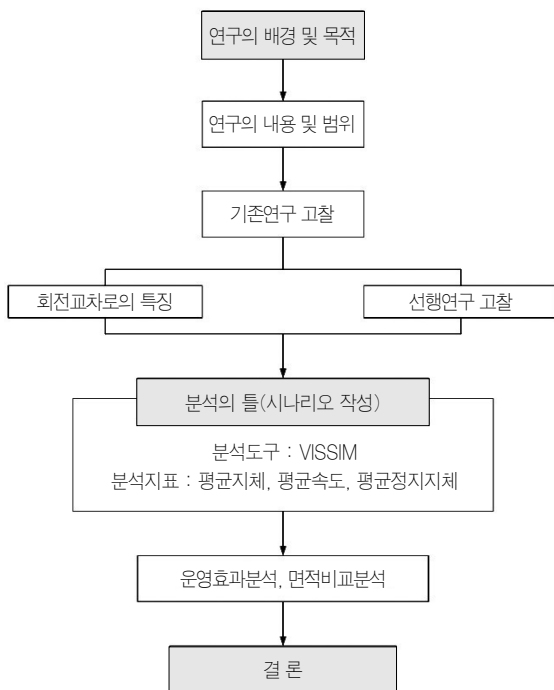 연구의 배경 및 목적
연구의 내용 및 범위
기존연구 고찰
회전교차로의 특징
선행연구 고찰
분석의 틀(시나리오 작성)
분석도구 : VISSIM
분석지표 : 평균지체, 평균속도, 평균정지지체
운영효과분석, 면적비교분석
결 론